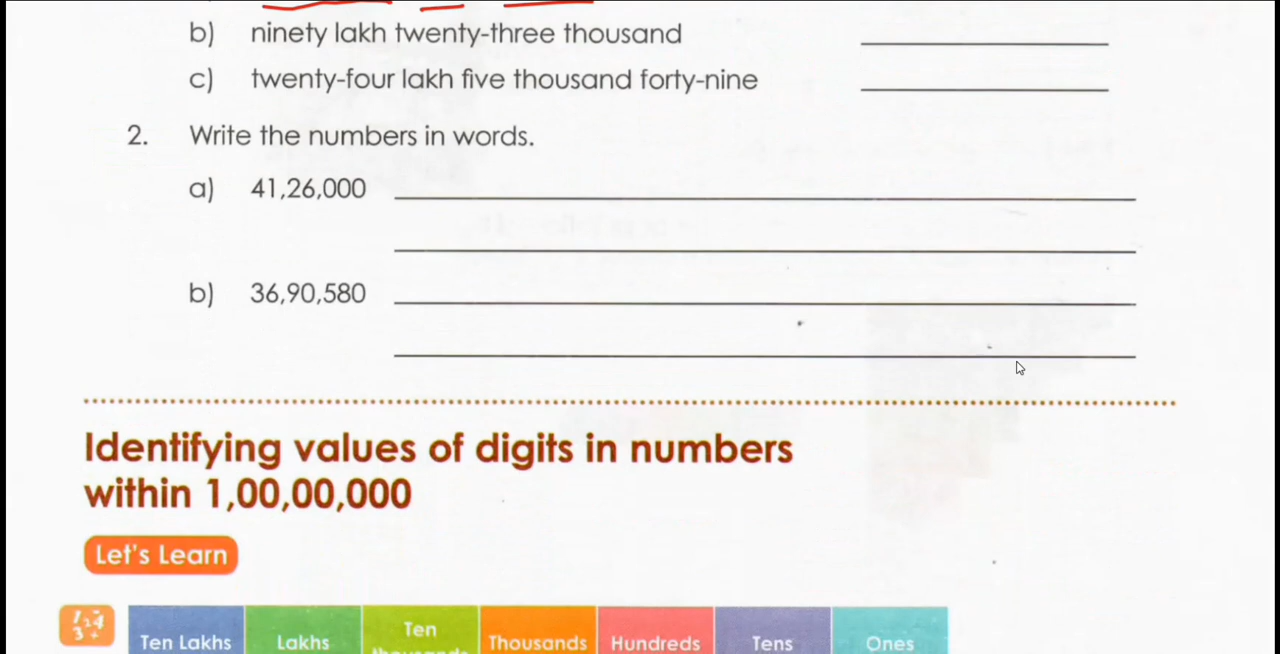 b) ninety lakh twenty-three thousand
c) twenty-four lakh five thousand forty-nine
2. Write the numbers in words.
a) 41,26,000
b) 36,90,580
Identifying values of digits in numbers
within 1,00,00,000
Let's Learn
Ten Lakhs Lakhs Ten thousands Thousands Hundreds Tens Ones